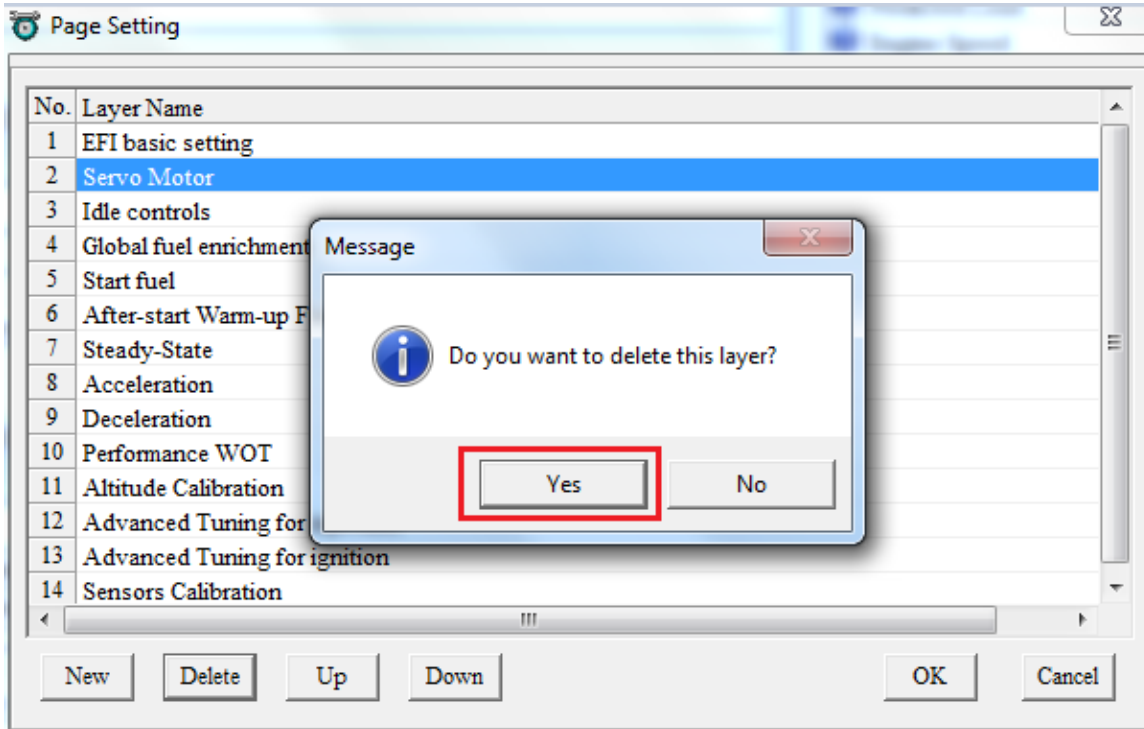 Page Setting
No. Layer Name
1 EFI basic setting
2 Servo Motor
3 Idle controls
4 Global fuel enrichment
5 Start fuel
6 After-start Warm-up F
7 Steady-State
8 Acceleration
9 Deceleration
10 Performance WOT
11 Altitude Calibration
12 Advanced Tuning for
13 Advanced Tuning for ignition
14 Sensors Calibration
Message
Do you want to delete this layer?
Yes No
New Delete Up Down OK Cancel